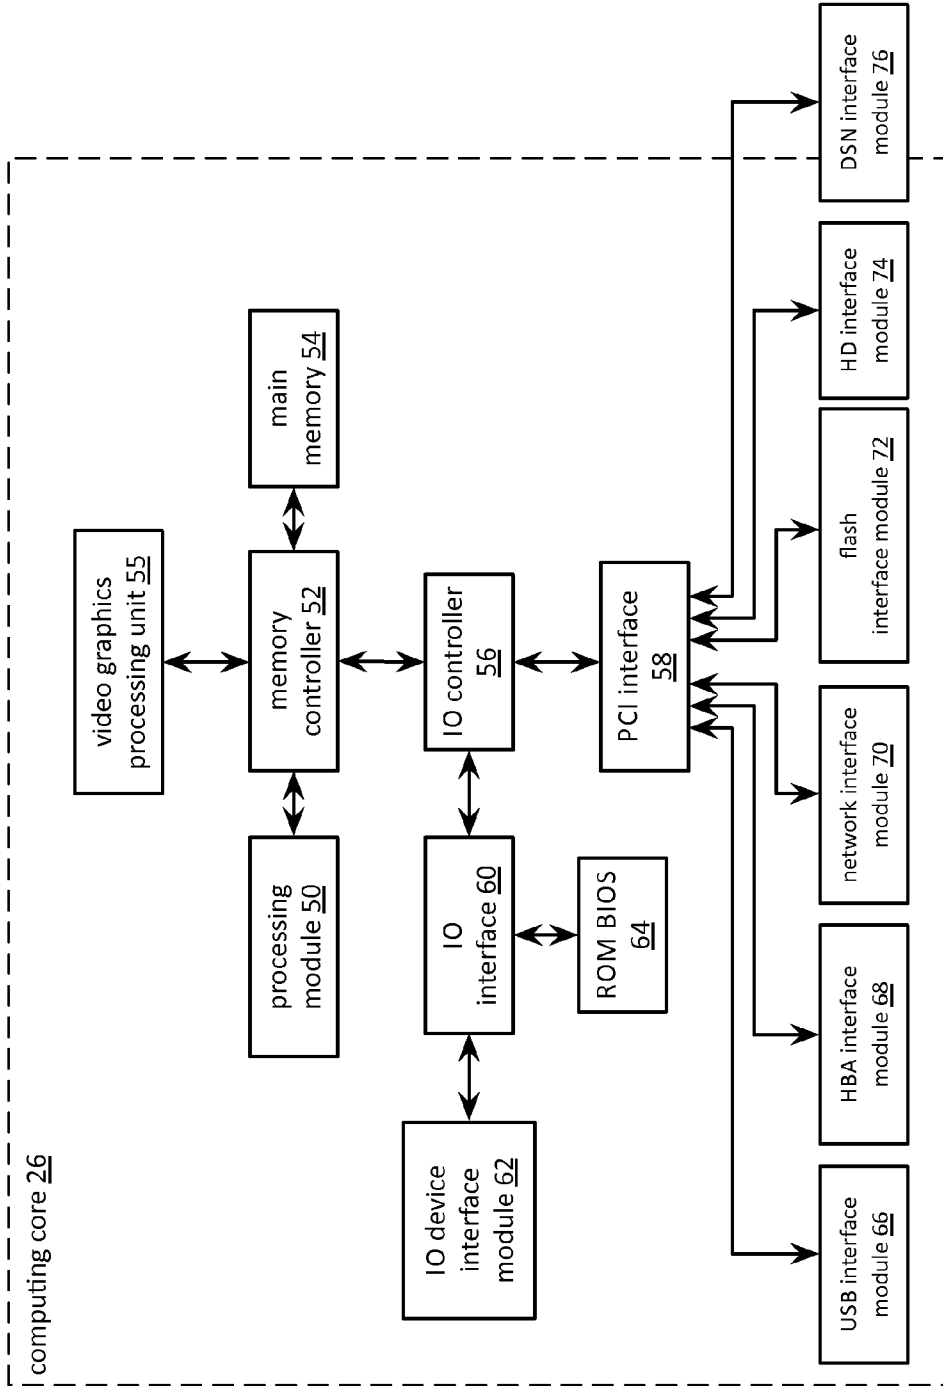 computing core 26
video graphics
processing unit 55
processing
module 50
memory
controller 52
main
memory 54
IO device
interface
module 62
IO
interface 60
IO controller
56
ROM BIOS
64
PCI interface
58
USB interface
module 66
HBA interface
module 68
network interface
module 70
flash
interface module 72
HD interface
module 74
DSN interface
module 76